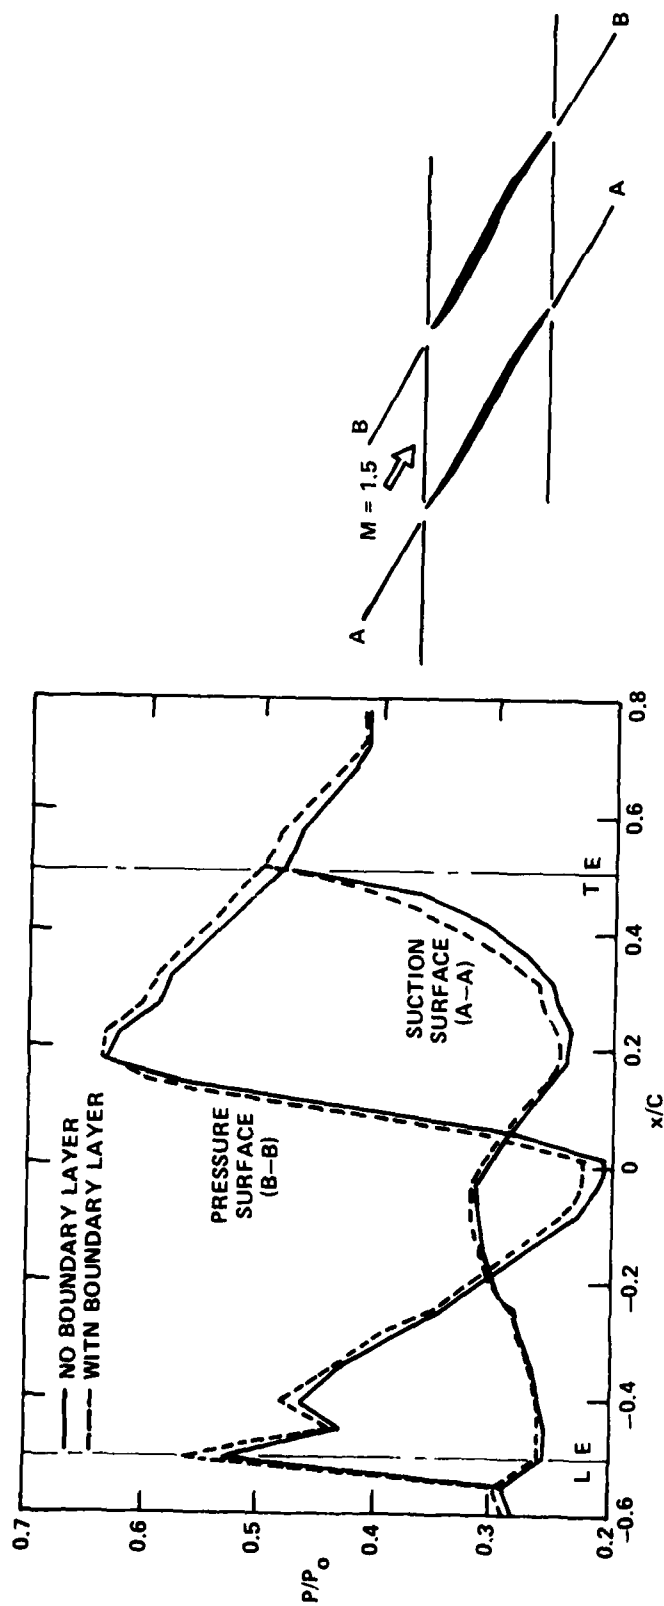 NO BOUNDARY LAYER
WITN BOUNDARY LAYER
PRESSURE
SURFACE
(B–B)
SUCTION
SURFACE
(A–A)
P/Po
0.7
0.6
0.5
0.4
0.3
0.2
L E
T E
–0.6
–0.4
–0.2
0
0.2
0.4
0.6
0.8
x/C
A
B
M = 1.5
A
B